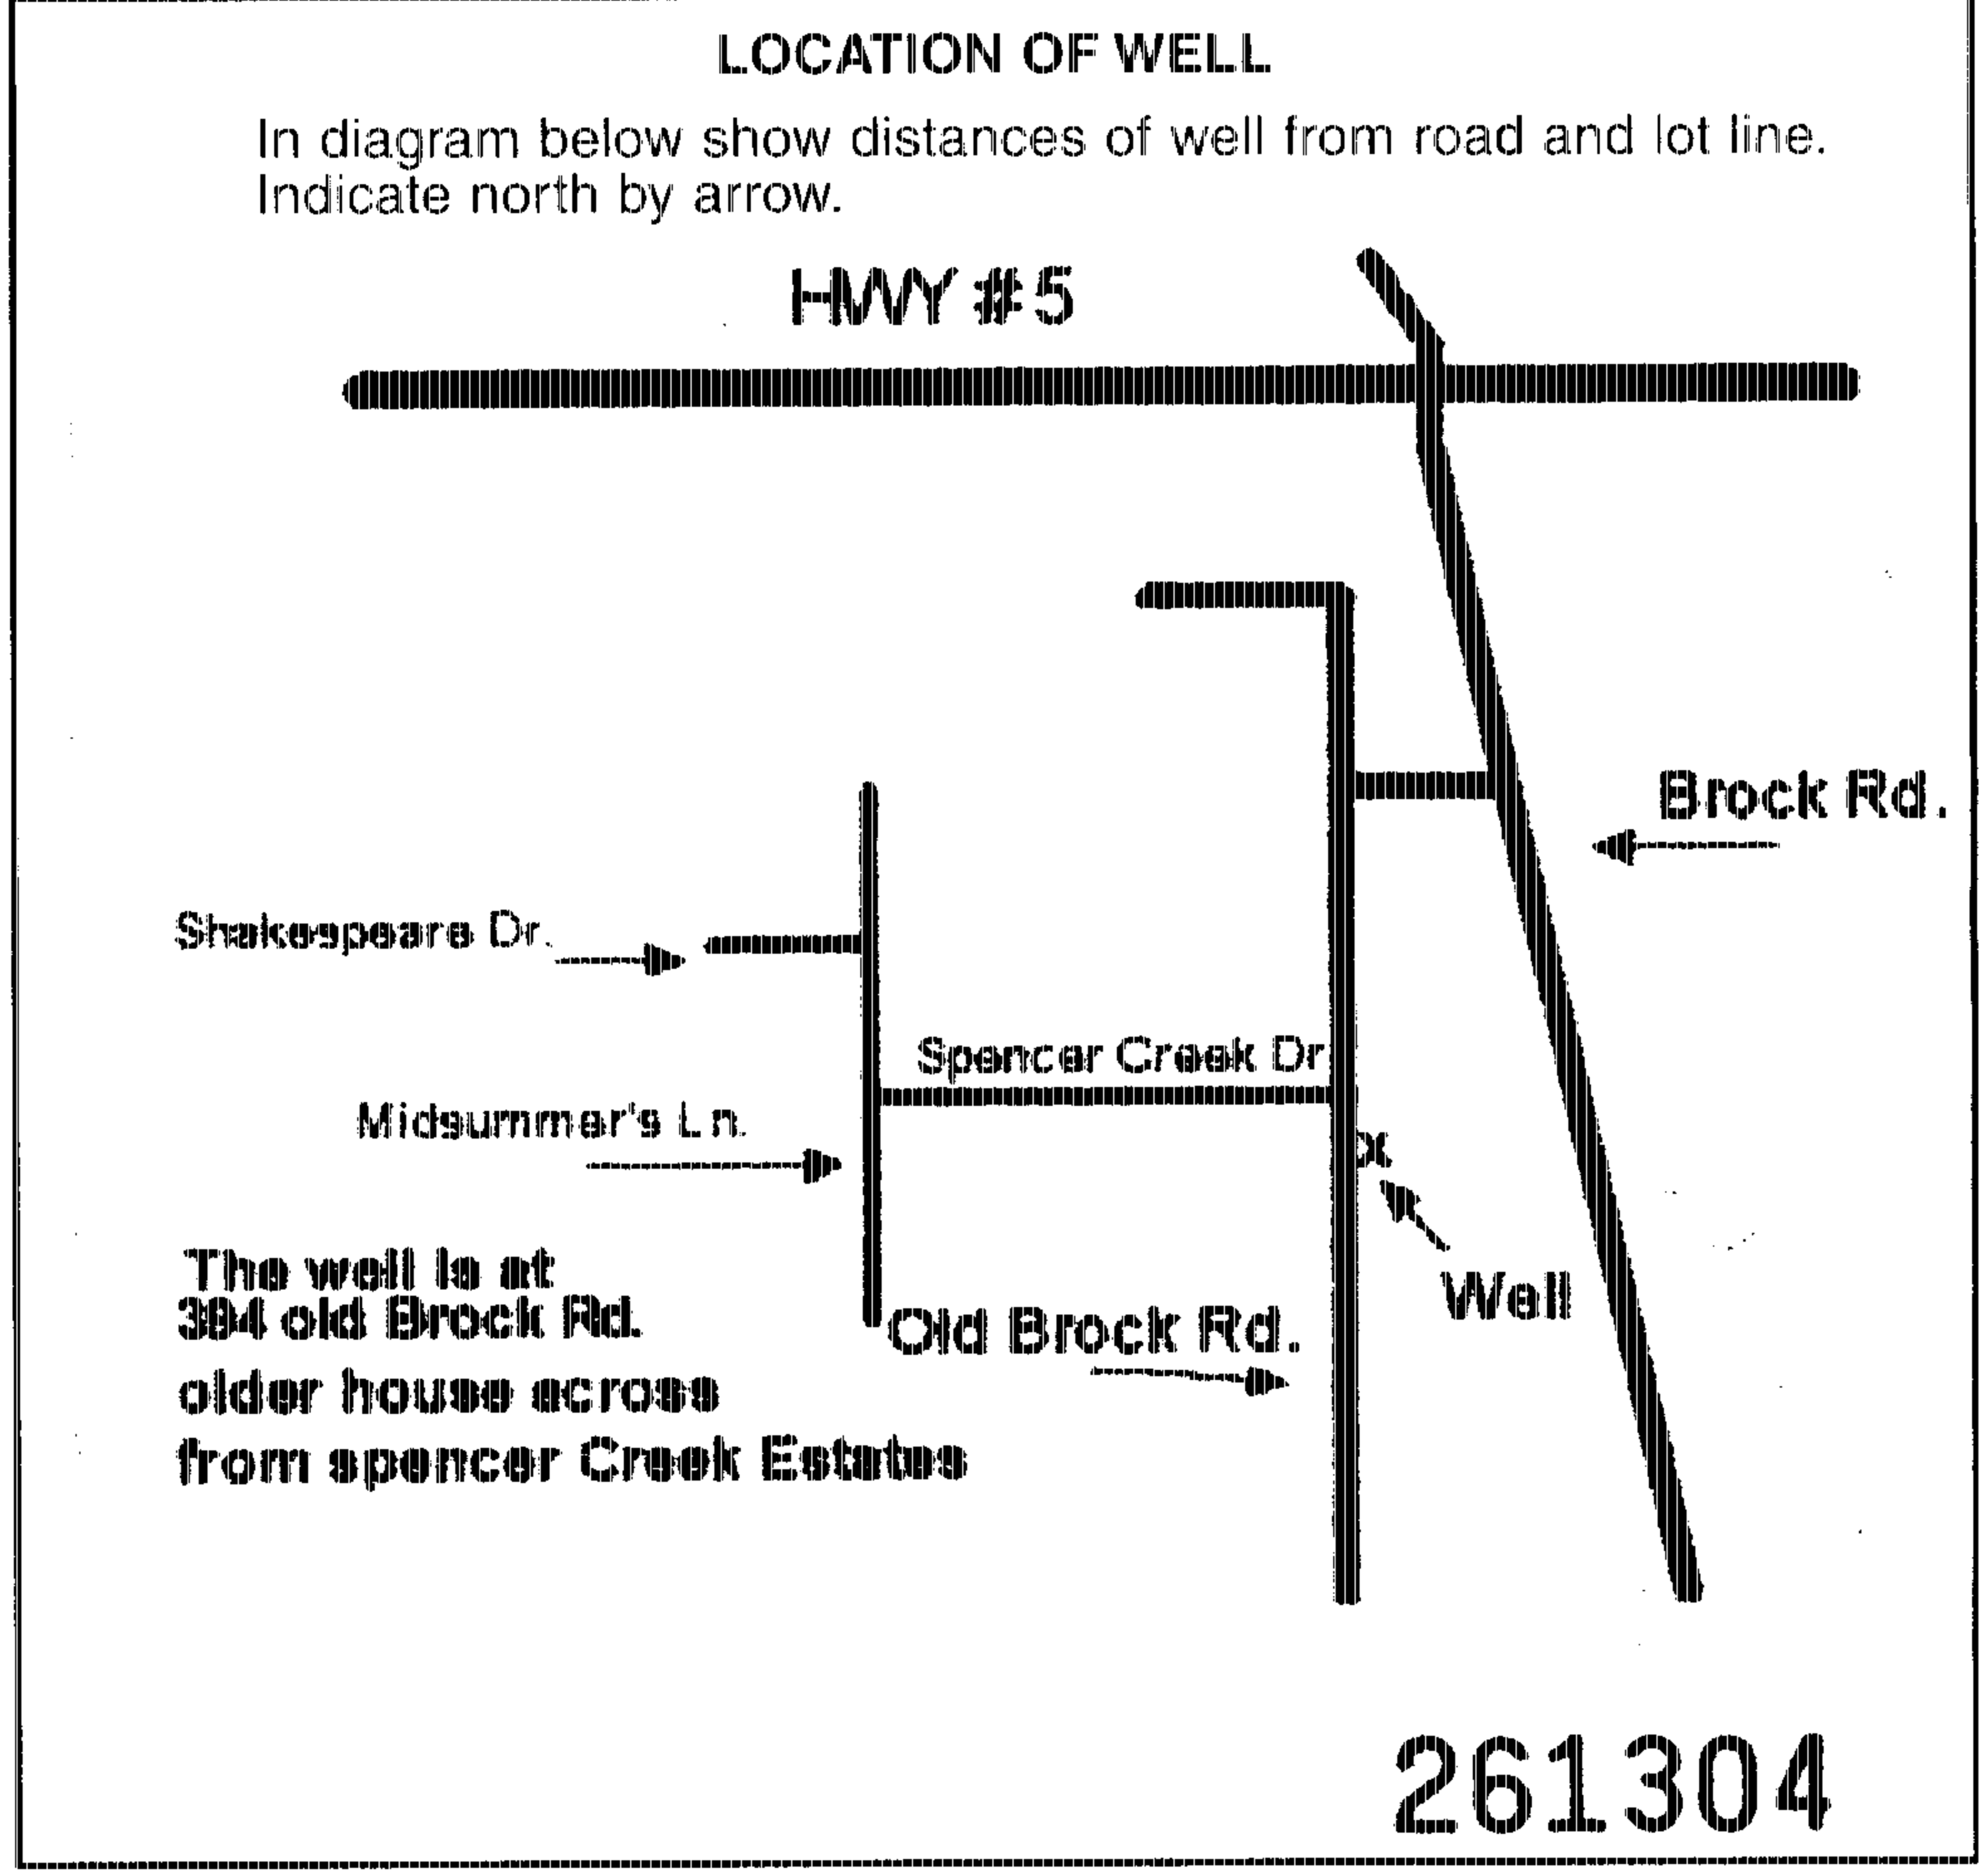 LOCATION OF WELL
In diagram below show distances of well from road and lot line.
Indicate north by arrow.
HWY #5
Brock Rd.
Shakespeare Dr.
Spencer Creek Dr
Midsummer's Ln.
Well
The well is at
394 old Brock Rd.
older house across
from spencer Creek Estates
Old Brock Rd.
261304